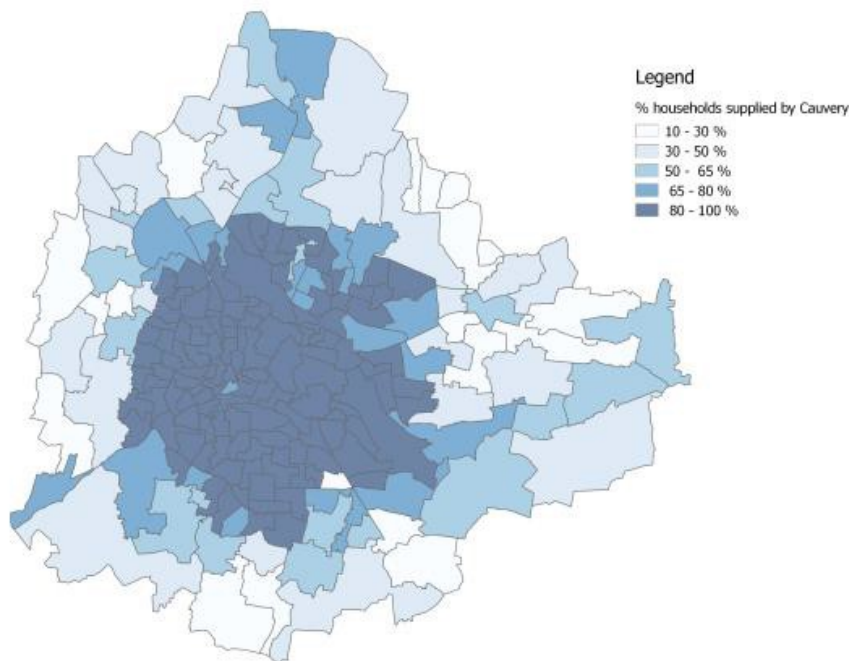 Legend
% households supplied by Cauvery
10 - 30 %
30 - 50 %
50 - 65 %
65 - 80 %
80 - 100 %